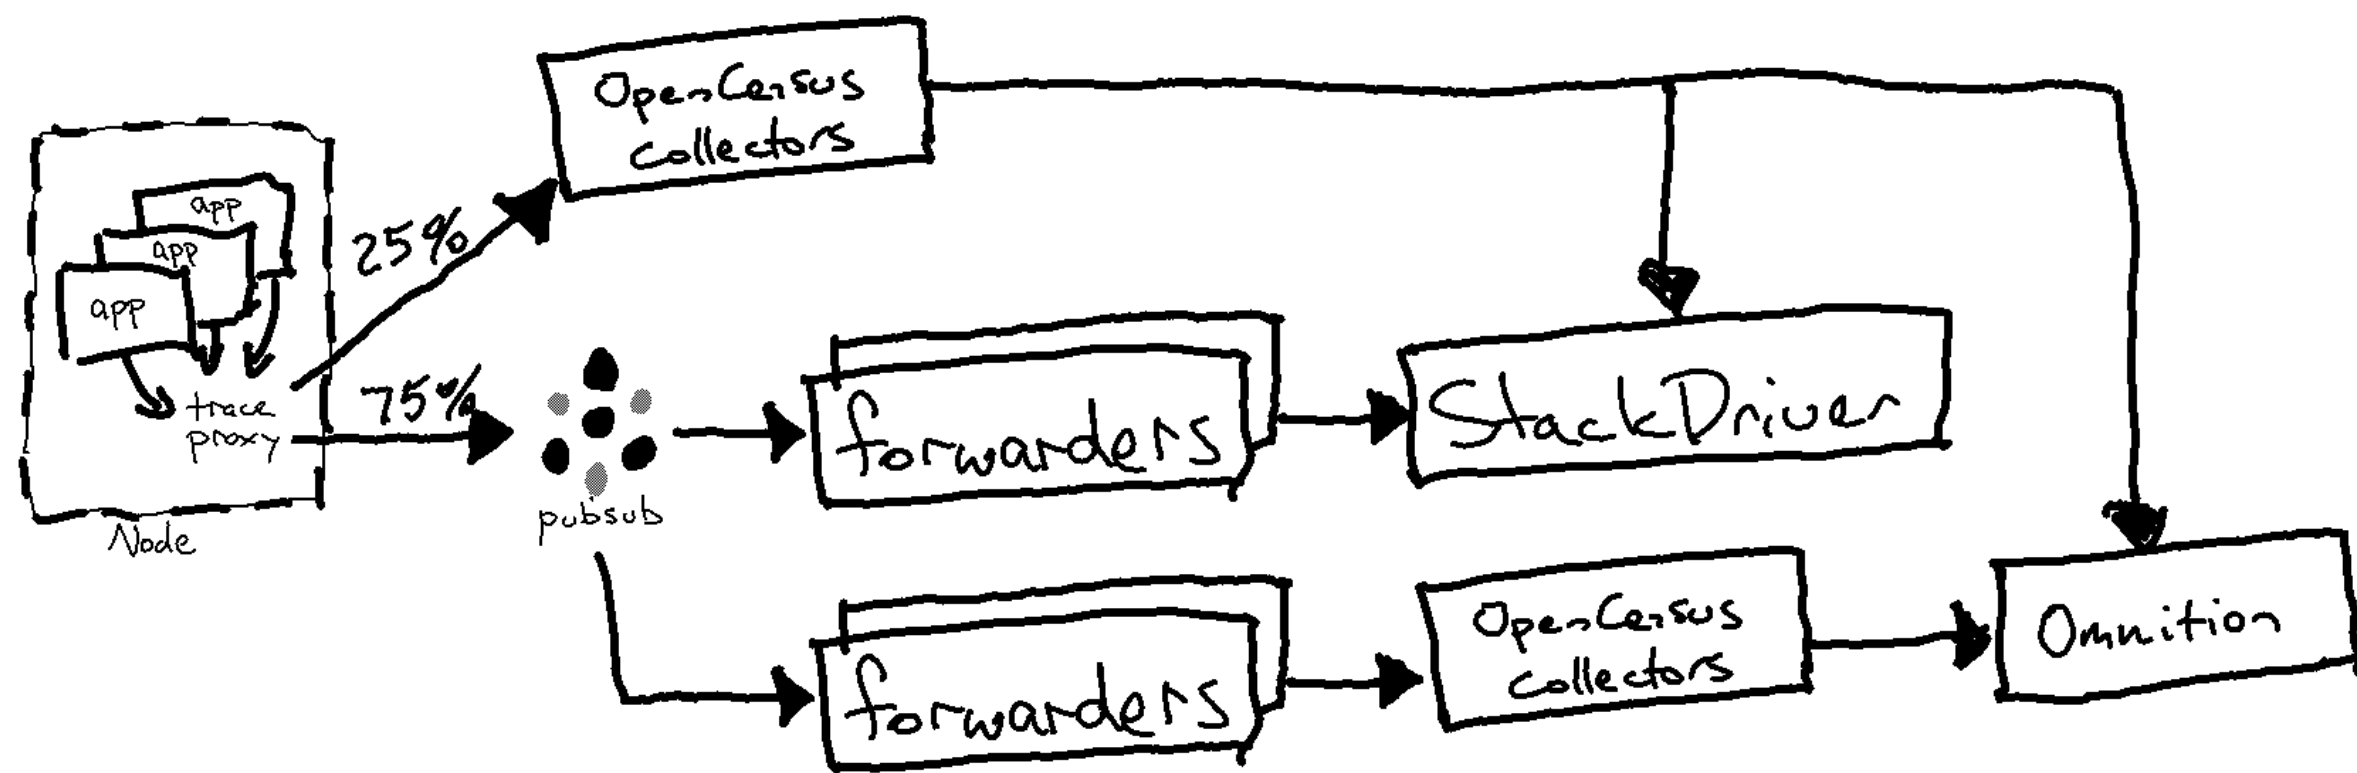 OpenCensus
Collectors
app
app
app
25%
75%
trace
proxy
Node
pubsub
forwarders
StackDriver
forwarders
OpenCensus
Collectors
Omnition